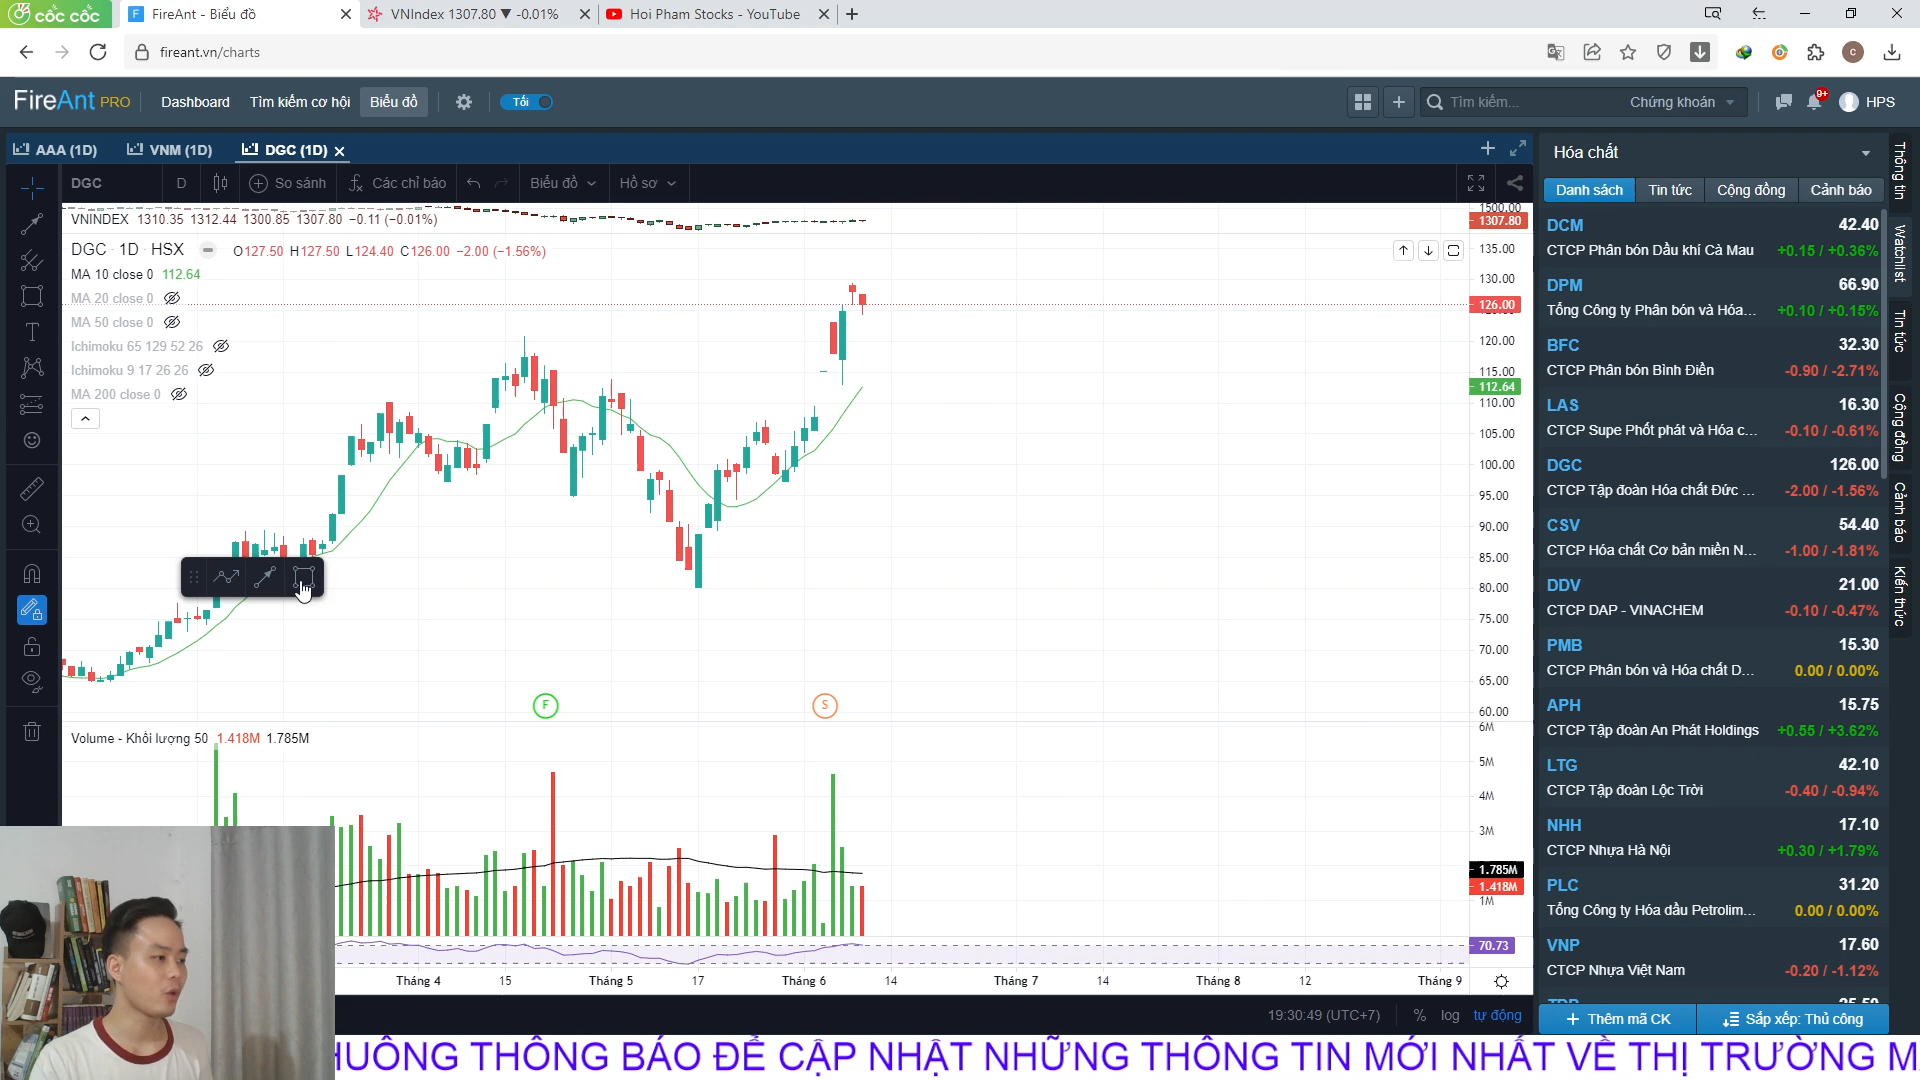 cốc cốc
FireAnt - Biểu đồ
VNIndex 1307.80 ▼ -0.01%
Hoi Pham Stocks - YouTube
fireant.vn/charts
C
FireAnt PRO
Dashboard
Tìm kiếm cơ hội
Biểu đồ
Tối
Tìm kiếm...
Chứng khoán
9+
HPS
AAA (1D)
VNM (1D)
DGC (1D)
DGC
D
So sánh
Các chỉ báo
Biểu đồ
Hồ sơ
VNINDEX 1310.35 1312.44 1300.85 1307.80 −0.11 (−0.01%)
1500.00
1307.80
DGC · 1D · HSX
O127.50 H127.50 L124.40 C126.00 −2.00 (−1.56%)
MA 10 close 0 112.64
MA 20 close 0
MA 50 close 0
Ichimoku 65 129 52 26
Ichimoku 9 17 26 26
MA 200 close 0
135.00
130.00
126.00
120.00
115.00
112.64
110.00
105.00
100.00
95.00
90.00
85.00
80.00
75.00
70.00
65.00
60.00
F
S
Volume - Khối lượng 50 1.418M 1.785M
6M
5M
4M
3M
1.785M
1.418M
1M
70.73
Tháng 4
15
Tháng 5
17
Tháng 6
14
Tháng 7
14
Tháng 8
12
Tháng 9
19:30:49 (UTC+7)
%
log
tự động
Hóa chất
Danh sách
Tin tức
Cộng đồng
Cảnh báo
DCM 42.40
CTCP Phân bón Dầu khí Cà Mau +0.15 / +0.36%
DPM 66.90
Tổng Công ty Phân bón và Hóa... +0.10 / +0.15%
BFC 32.30
CTCP Phân bón Bình Điền -0.90 / -2.71%
LAS 16.30
CTCP Supe Phốt phát và Hóa c... -0.10 / -0.61%
DGC 126.00
CTCP Tập đoàn Hóa chất Đức ... -2.00 / -1.56%
CSV 54.40
CTCP Hóa chất Cơ bản miền N... -1.00 / -1.81%
DDV 21.00
CTCP DAP - VINACHEM -0.10 / -0.47%
PMB 15.30
CTCP Phân bón và Hóa chất D... 0.00 / 0.00%
APH 15.75
CTCP Tập đoàn An Phát Holdings +0.55 / +3.62%
LTG 42.10
CTCP Tập đoàn Lộc Trời -0.40 / -0.94%
NHH 17.10
CTCP Nhựa Hà Nội +0.30 / +1.79%
PLC 31.20
Tổng Công ty Hóa dầu Petrolim... 0.00 / 0.00%
VNP 17.60
CTCP Nhựa Việt Nam -0.20 / -1.12%
Thêm mã CK
Sắp xếp: Thủ công
Thông tin
Watchlist
Tin tức
Cộng đồng
Cảnh báo
Kiến thức
HUÔNG THÔNG BÁO ĐỂ CẬP NHẬT NHỮNG THÔNG TIN MỚI NHẤT VỀ THỊ TRƯỜNG M